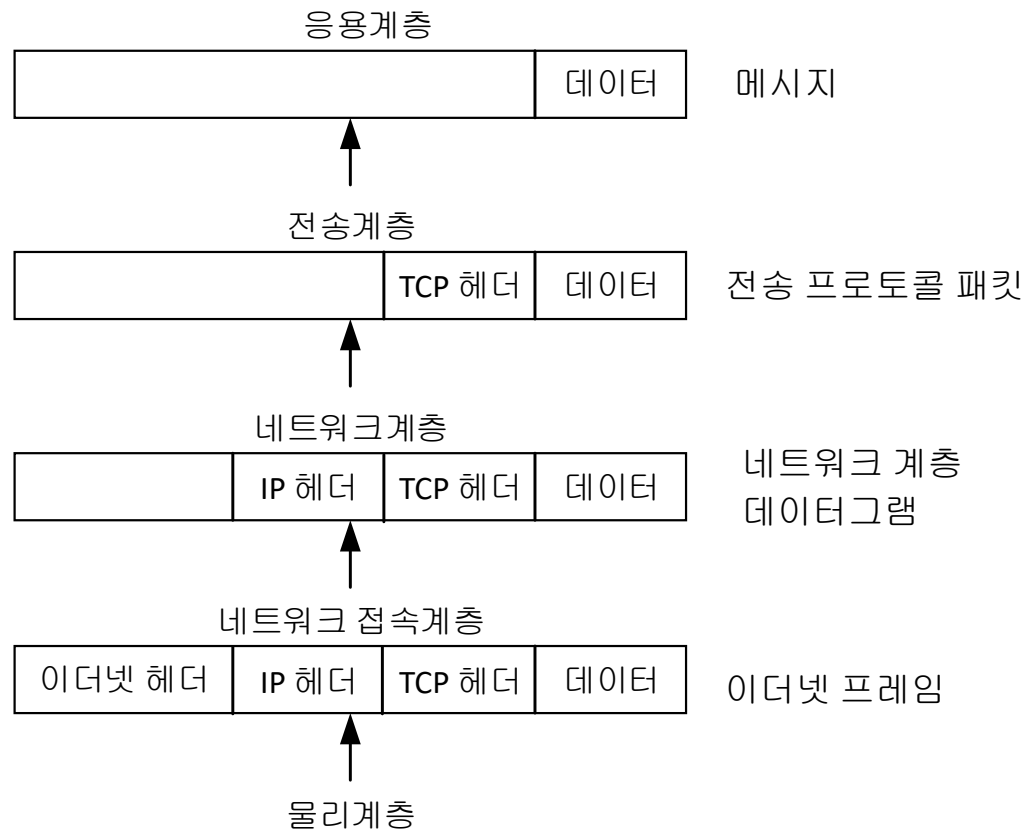 응용계층
데이터 메시지
전송계층
TCP 헤더 데이터 전송 프로토콜 패킷
네트워크계층
IP 헤더 TCP 헤더 데이터 네트워크 계층
데이터그램
네트워크 접속계층
이더넷 헤더 IP 헤더 TCP 헤더 데이터 이더넷 프레임
물리계층